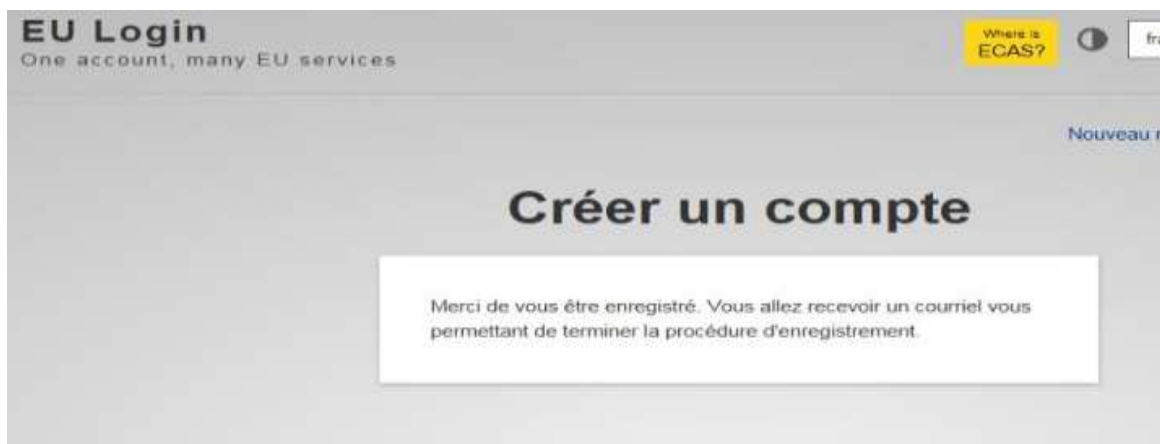 EU Login
One account, many EU services
Where is
ECAS?
Nouveau
Créer un compte
Merci de vous être enregistré. Vous allez recevoir un courriel vous
permettant de terminer la procédure d'enregistrement.